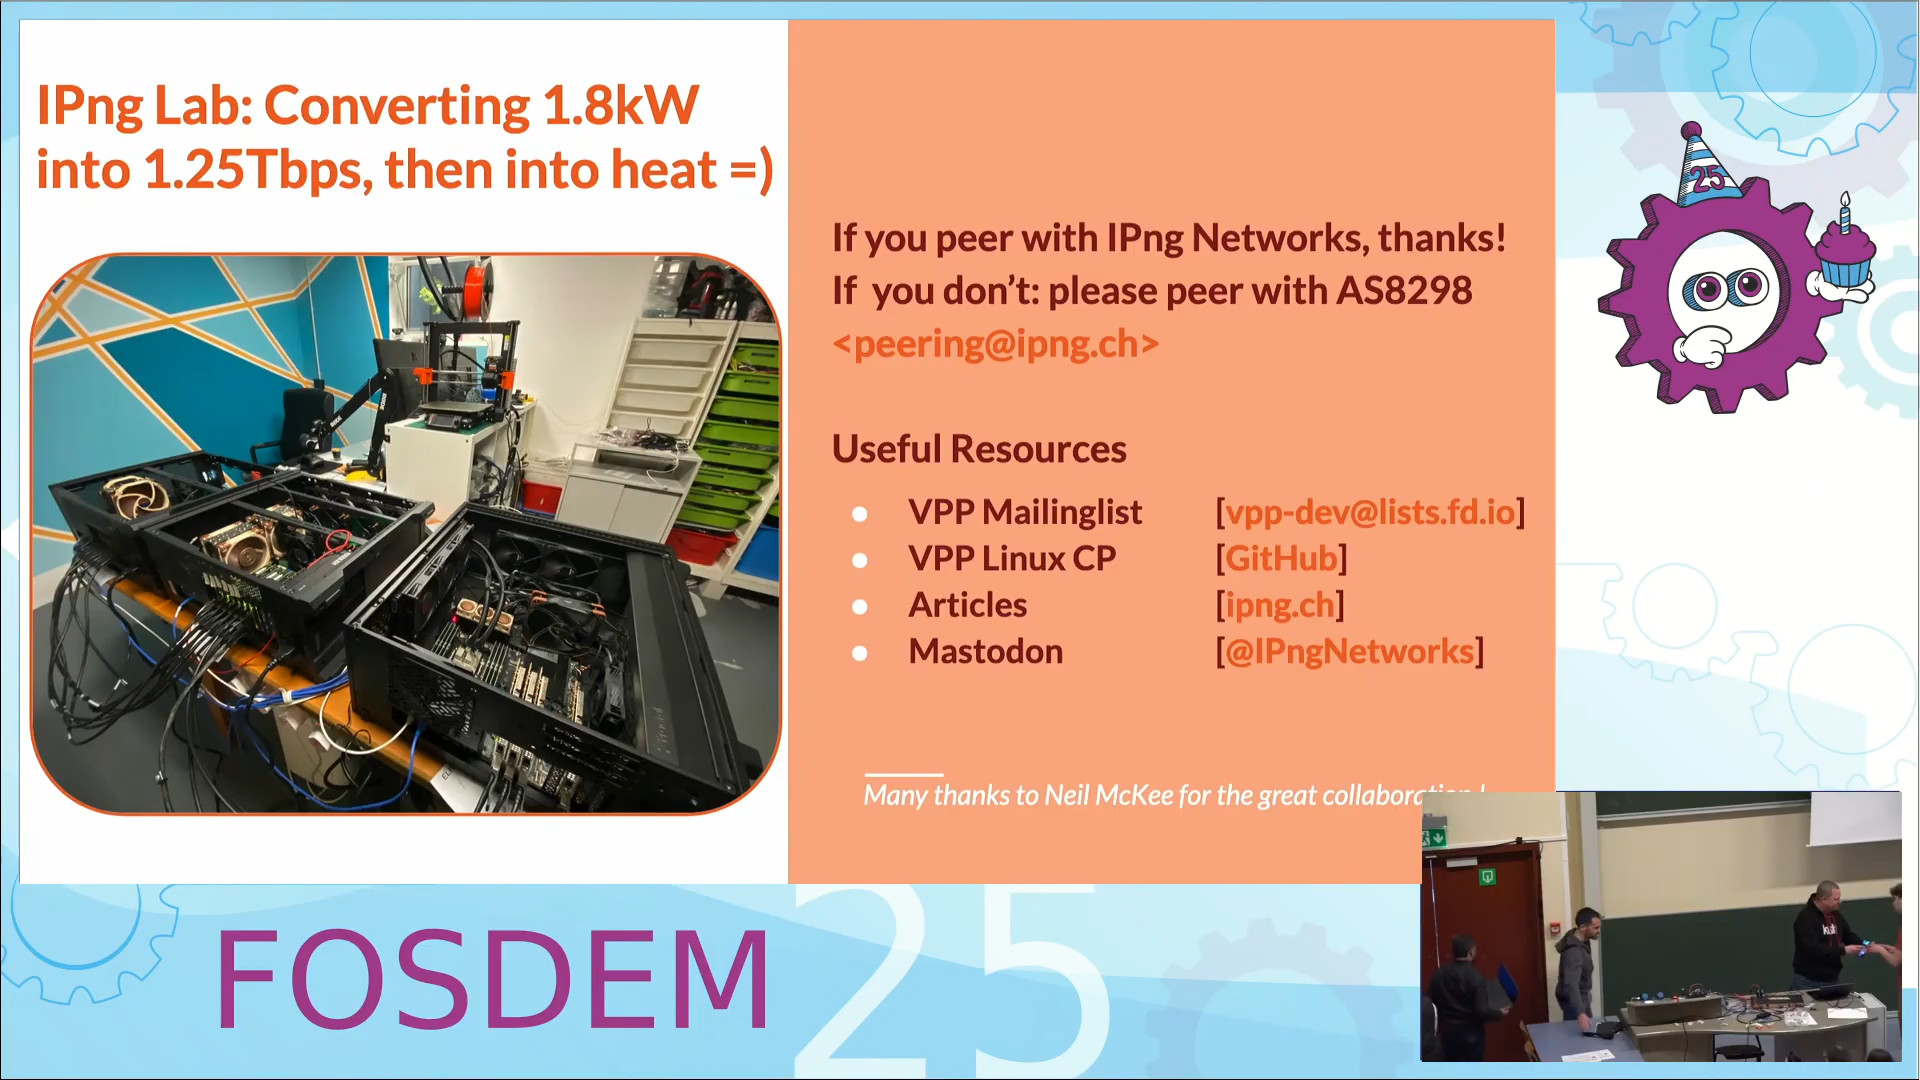 IPng Lab: Converting 1.8kW
into 1.25Tbps, then into heat =)
If you peer with IPng Networks, thanks!
If you don’t: please peer with AS8298
<peering@ipng.ch>
Useful Resources
VPP Mailinglist [vpp-dev@lists.fd.io]
VPP Linux CP [GitHub]
Articles [ipng.ch]
Mastodon [@IPngNetworks]
Many thanks to Neil McKee for the great
25
FOSDEM 25